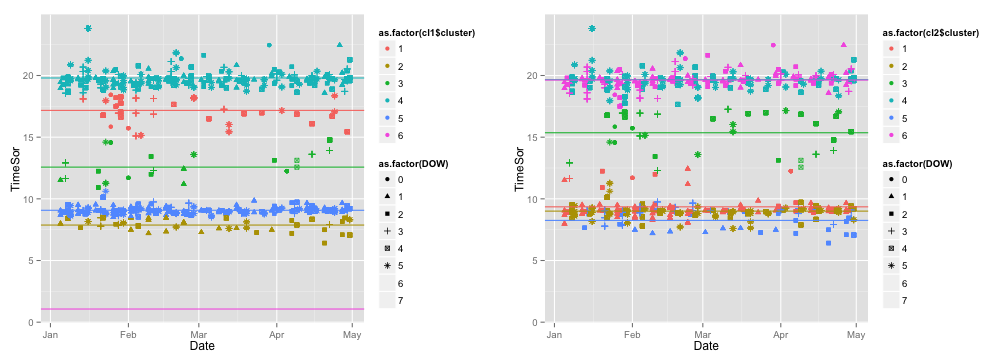 as.factor(cl1$cluster)
1
2
3
4
5
6
as.factor(DOW)
0
1
2
3
4
5
6
7
TimeSor
20
15
10
5
0
Jan
Feb
Mar
Apr
May
Date
as.factor(cl2$cluster)
1
2
3
4
5
6
as.factor(DOW)
0
1
2
3
4
5
6
7
TimeSor
20
15
10
5
0
Jan
Feb
Mar
Apr
May
Date